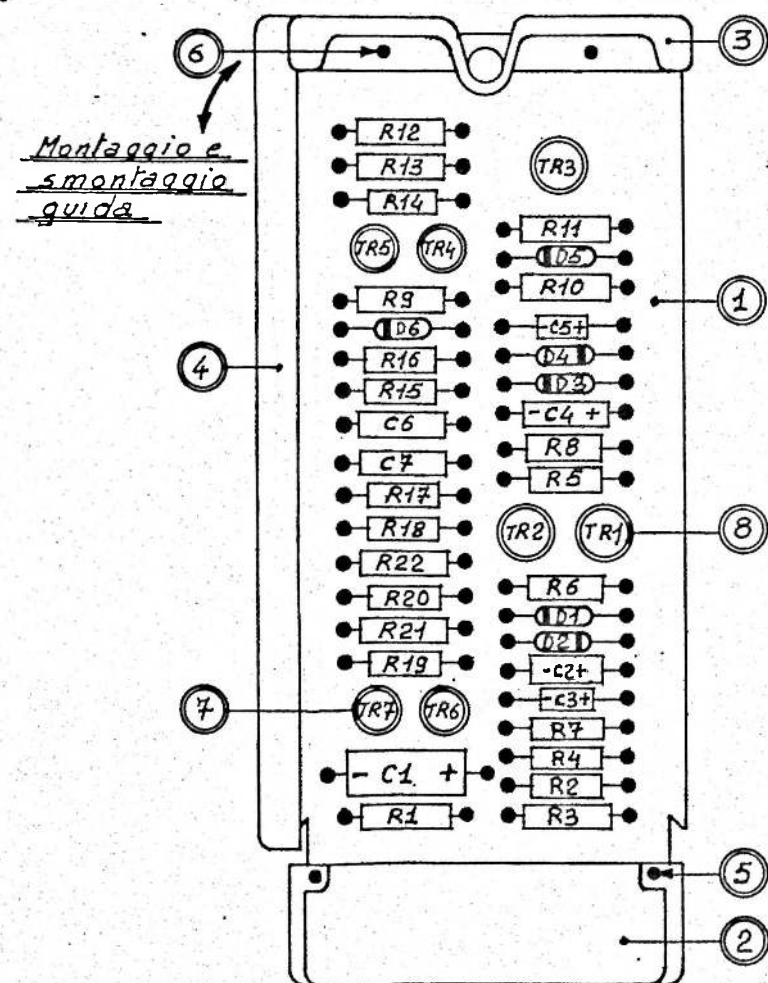 6
3
Montaggio e
smontaggio
guida
R12
R13
R14
TR3
TR5
TR4
R11
D5
R10
1
R9
D6
R16
R15
C6
C7
R17
R18
R22
R20
R21
R19
-C5+
D4
D3
- C4 +
R8
R5
4
TR2
TR1
8
R6
D1
D2
-C2+
-C3+
R7
R4
R2
R3
7
TR7
TR6
- C1 +
R1
5
2